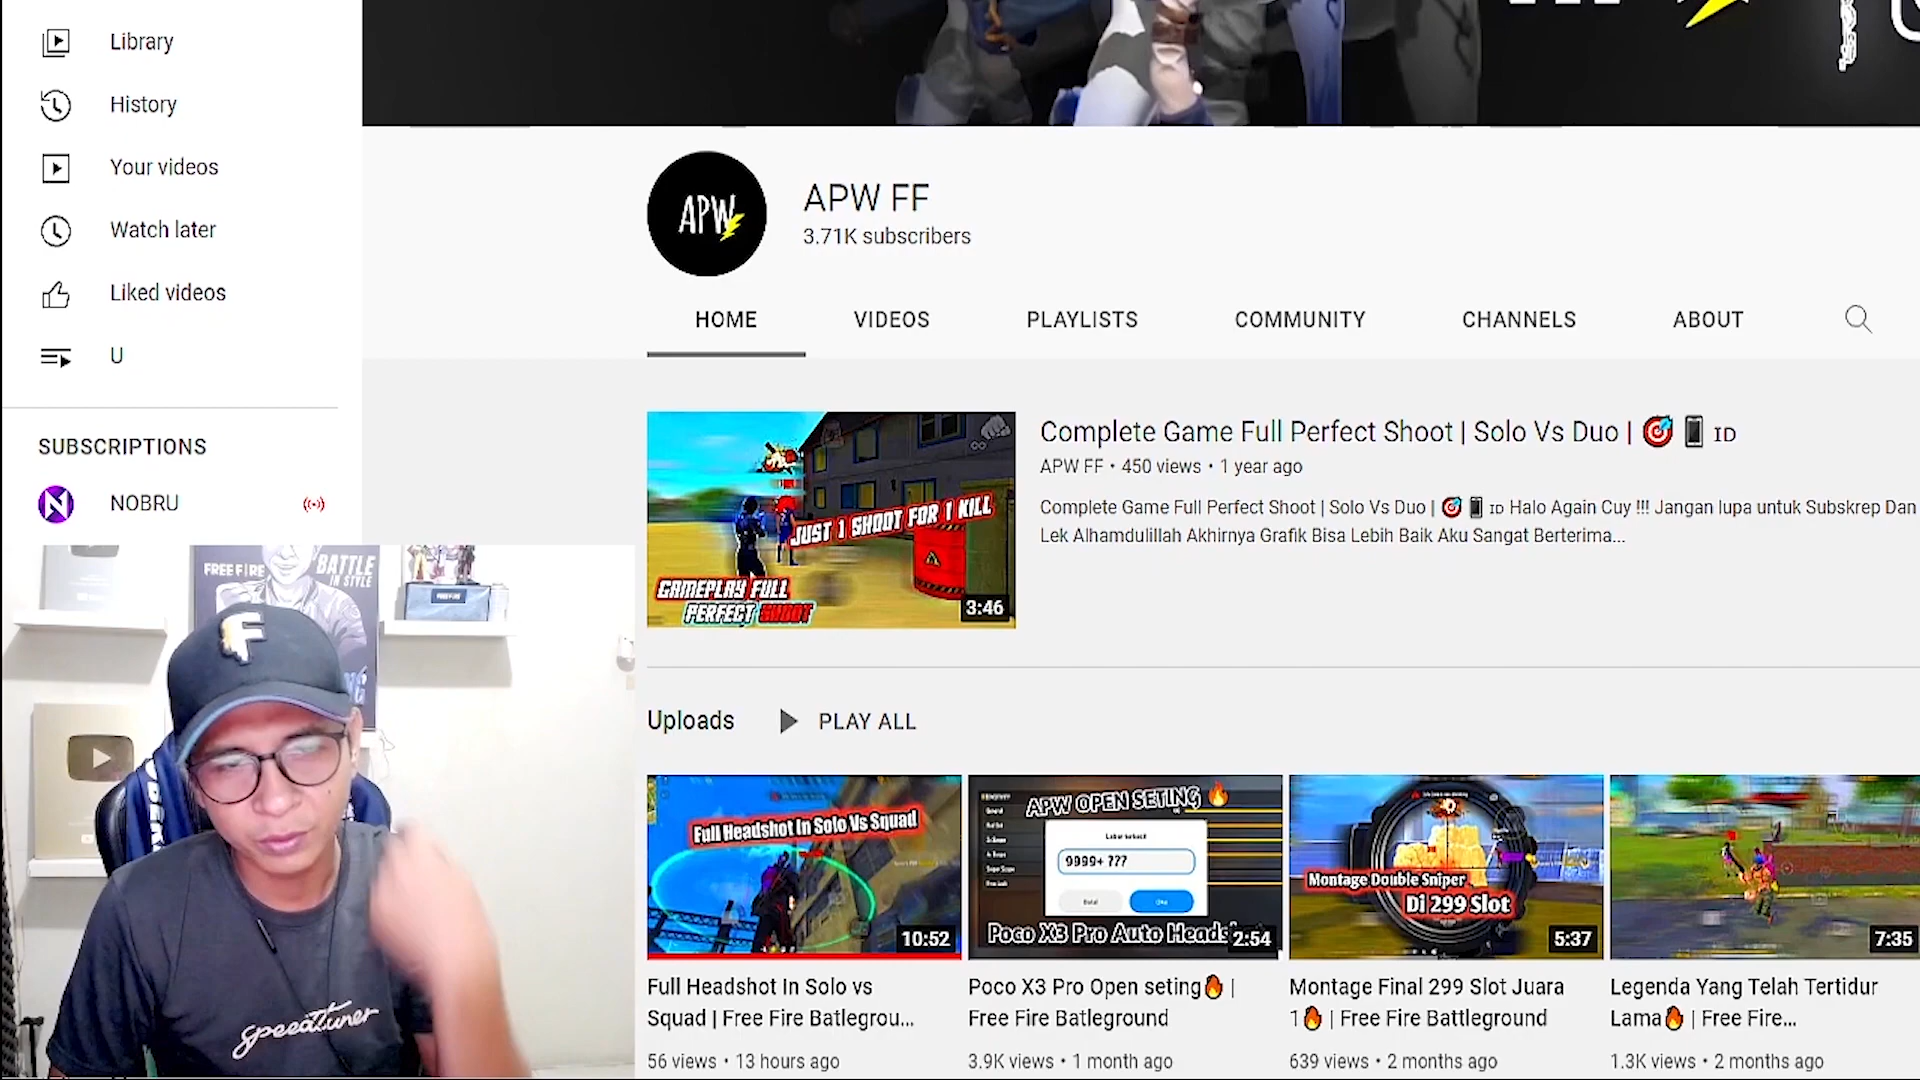 Library
History
Your videos
Watch later
Liked videos
U
SUBSCRIPTIONS
NOBRU
FREE FIRE
BATTLE
IN STYLE
F
speedtuner
APW
APW FF
3.71K subscribers
HOME
VIDEOS
PLAYLISTS
COMMUNITY
CHANNELS
ABOUT
JUST 1 SHOOT FOR 1 KILL
GAMEPLAY FULL
PERFECT SHOOT
3:46
Complete Game Full Perfect Shoot | Solo Vs Duo | 🎯 📱 ID
APW FF • 450 views • 1 year ago
Complete Game Full Perfect Shoot | Solo Vs Duo | 🎯 📱 ID Halo Again Cuy !!! Jangan lupa untuk Subskrep Dan
Lek Alhamdulillah Akhirnya Grafik Bisa Lebih Baik Aku Sangat Berterima...
Uploads
PLAY ALL
Full Headshot In Solo Vs Squad
10:52
Full Headshot In Solo vs
Squad | Free Fire Batlegrou...
56 views • 13 hours ago
APW OPEN SETING🔥
9999+ ???
Batal
Oke
Poco X3 Pro Auto Heads
2:54
Poco X3 Pro Open seting🔥 |
Free Fire Batleground
3.9K views • 1 month ago
Montage Double Sniper
Di 299 Slot
5:37
Montage Final 299 Slot Juara
1🔥 | Free Fire Battleground
639 views • 2 months ago
7:35
Legenda Yang Telah Tertidur
Lama🔥 | Free Fire...
1.3K views • 2 months ago